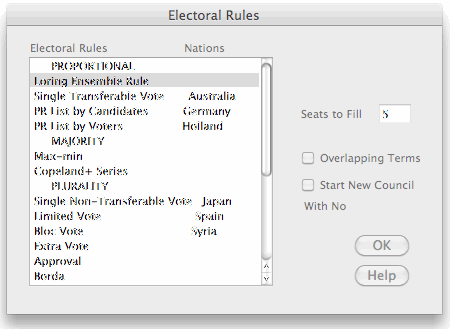 Electoral Rules
Electoral Rules Nations
PROPORTIONAL
Loring Ensemble Rule
Single Transferable Vote Australia
PR List by Candidates Germany
PR List by Voters Holland
MAJORITY
Max-min
Copeland+ Series
PLURALITY
Single Non-Transferable Vote Japan
Limited Vote Spain
Bloc Vote Syria
Extra Vote
Approval
Borda
Seats to Fill 5
Overlapping Terms
Start New Council
With No
OK
Help